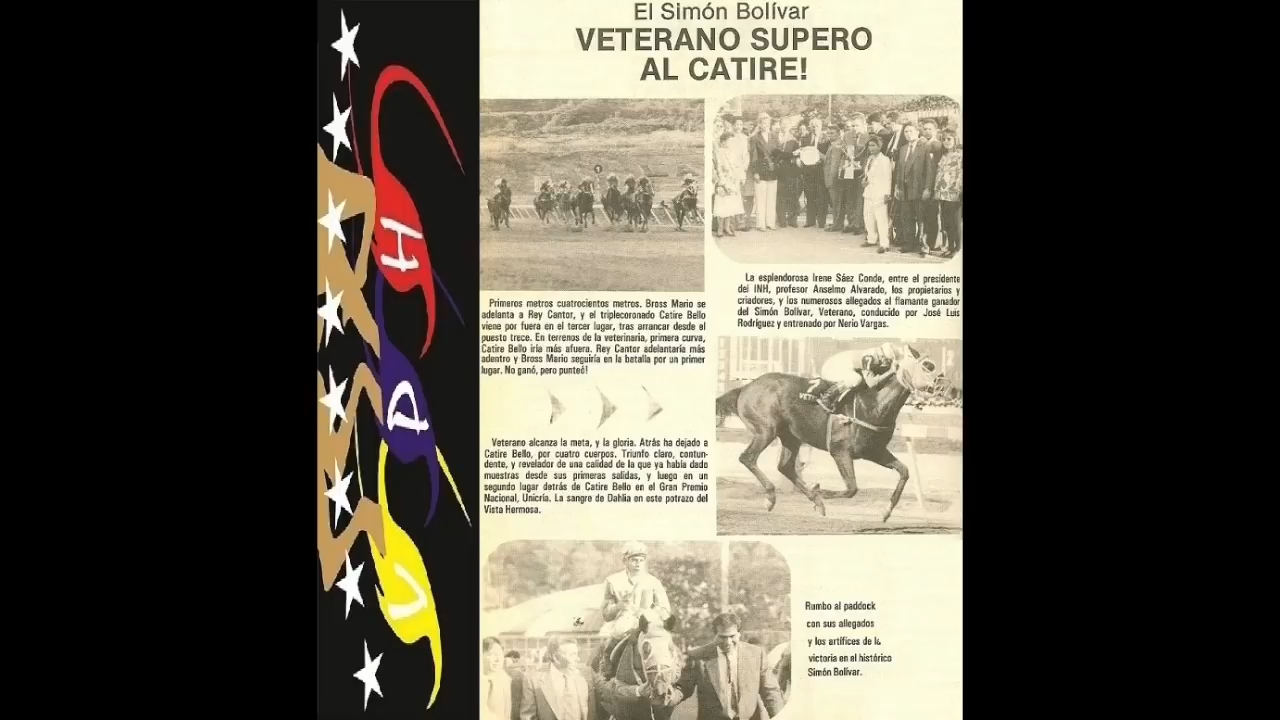 El Simón Bolívar
VETERANO SUPERO
AL CATIRE!
Primeros metros cuatrocientos metros. Bross Mario se
adelanta a Rey Cantor, y el triplecoronado Catire Bello
viene por fuera en el tercer lugar, tras arrancar desde el
puesto trece. En terrenos de la veterinaria, primera curva,
Catire Bello iría más afuera. Rey Cantor adelantaría más
adentro y Bross Mario seguiría en la batalla por un primer
lugar. No ganó, pero punteó!
La esplendorosa Irene Sáez Conde, entre el presidente
del INH, profesor Anselmo Alvarado, los propietarios y
criadores, y los numerosos allegados al flamante ganador
del Simón Bolívar, Veterano, conducido por José Luis
Rodríguez y entrenado por Nerio Vargas.
Veterano alcanza la meta, y la gloria. Atrás ha dejado a
Catire Bello, por cuatro cuerpos. Triunfo claro, contun-
dente, y revelador de una calidad de la que ya había dado
muestras desde sus primeras salidas, y luego en un
segundo lugar detrás de Catire Bello en el Gran Premio
Nacional, Unicría. La sangre de Dahlia en este potrazo del
Vista Hermosa.
Rumbo al paddock
con sus allegados
y los artífices de la
victoria en el histórico
Simón Bolívar.
H
P
V